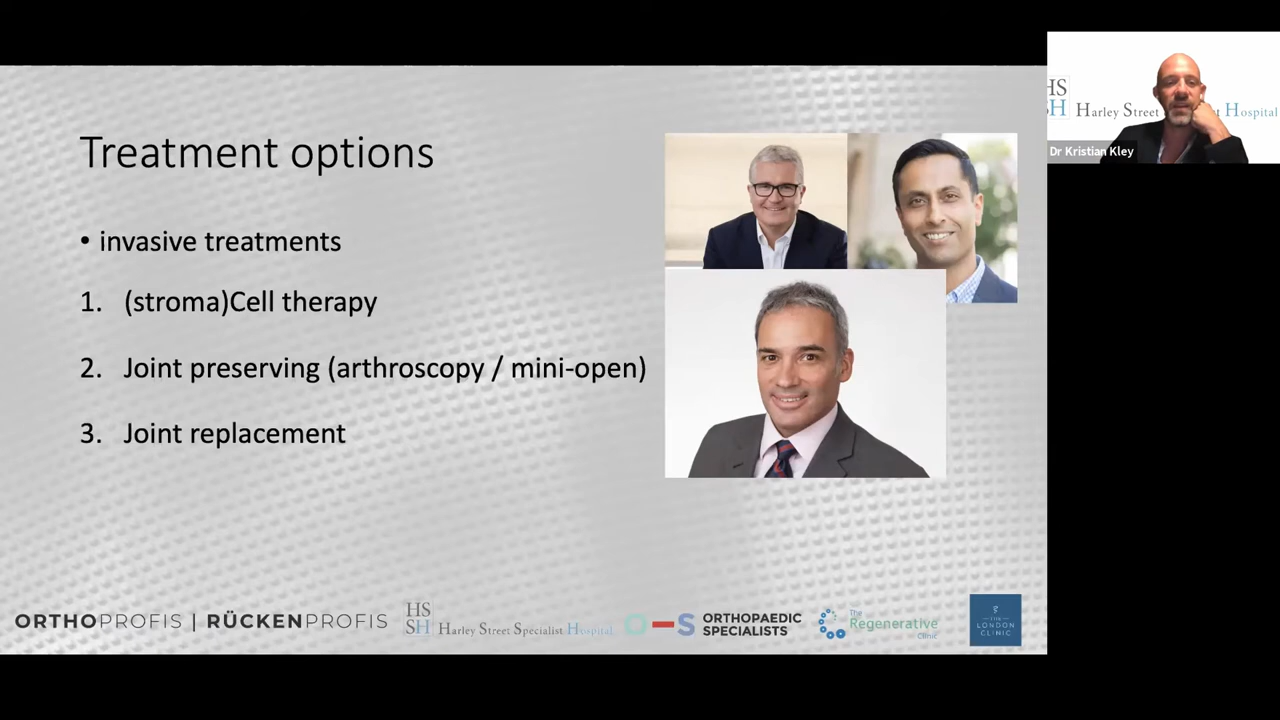 Treatment options
• invasive treatments
1. (stroma)Cell therapy
2. Joint preserving (arthroscopy / mini-open)
3. Joint replacement
HS
SH Harley Street Specialist Hospital
Dr Kristian Kley
ORTHOPROFIS | RÜCKENPROFIS
HS
SH Harley Street Specialist Hospital
O-S ORTHOPAEDIC
SPECIALISTS
The
Regenerative
Clinic
THE
LONDON
CLINIC